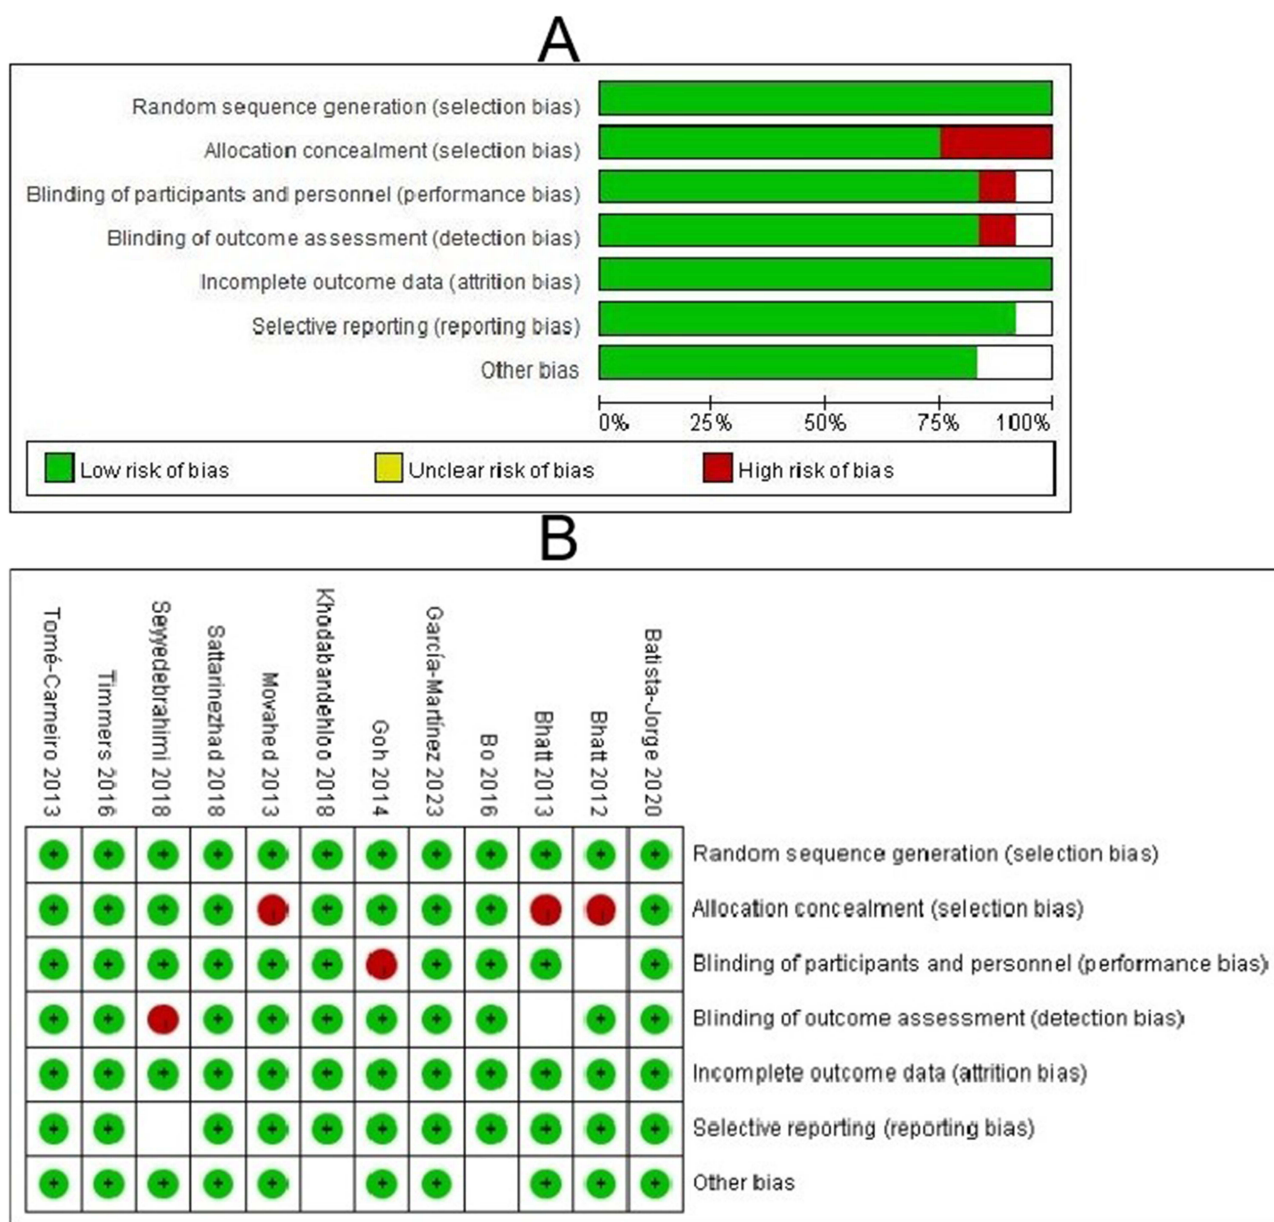 A
Random sequence generation (selection bias)
Allocation concealment (selection bias)
Blinding of participants and personnel (performance bias)
Blinding of outcome assessment (detection bias)
Incomplete outcome data (attrition bias)
Selective reporting (reporting bias)
Other bias
0% 25% 50% 75% 100%
Low risk of bias Unclear risk of bias High risk of bias
B
Tomé-Carneiro 2013
Timmers 2016
Seyyedebrahimi 2018
Sattarinezhad 2018
Movahed 2013
Khodabandehloo 2018
Goh 2014
García-Martínez 2023
Bo 2016
Bhatt 2013
Bhatt 2012
Batista-Jorge 2020
+ + + + + + + + + + + + Random sequence generation (selection bias)
+ + + + + + + + + Allocation concealment (selection bias)
+ + + + + + + + + + Blinding of participants and personnel (performance bias)
+ + + + + + + + + + Blinding of outcome assessment (detection bias)
+ + + + + + + + + + + + Incomplete outcome data (attrition bias)
+ + + + + + + + + + + Selective reporting (reporting bias)
+ + + + + + + + + + Other bias